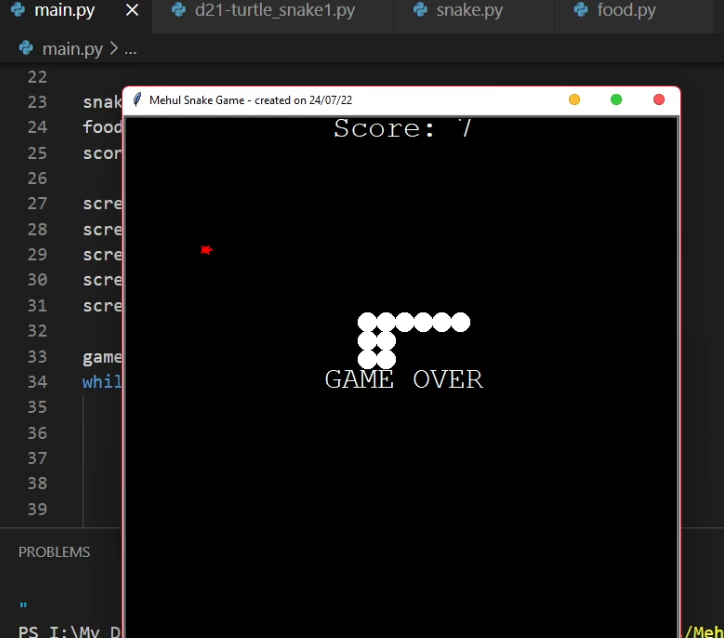 main.py
d21-turtle_snake1.py
snake.py
food.py
main.py > ...
22
23 snak
24 food
25 scor
26
27 scre
28 scre
29 scre
30 scre
31 scre
32
33 game
34 whil
35
36
37
38
39
Mehul Snake Game - created on 24/07/22
Score: 7
GAME OVER
PROBLEMS
"
PS I:\My D
/Meh